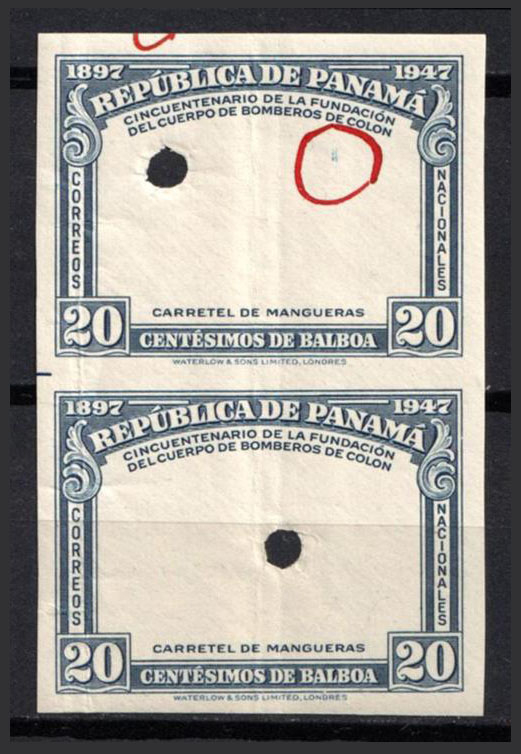 1897 1947
REPÚBLICA DE PANAMÁ
CINCUENTENARIO DE LA FUNDACIÓN
DEL CUERPO DE BOMBEROS DE COLON
CORREOS
NACIONALES
CARRETEL DE MANGUERAS
20 CENTÉSIMOS DE BALBOA 20
WATERLOW & SONS LIMITED, LONDRES
1897 1947
REPÚBLICA DE PANAMÁ
CINCUENTENARIO DE LA FUNDACIÓN
DEL CUERPO DE BOMBEROS DE COLON
CORREOS
NACIONALES
CARRETEL DE MANGUERAS
20 CENTÉSIMOS DE BALBOA 20
WATERLOW & SONS LIMITED, LONDRES